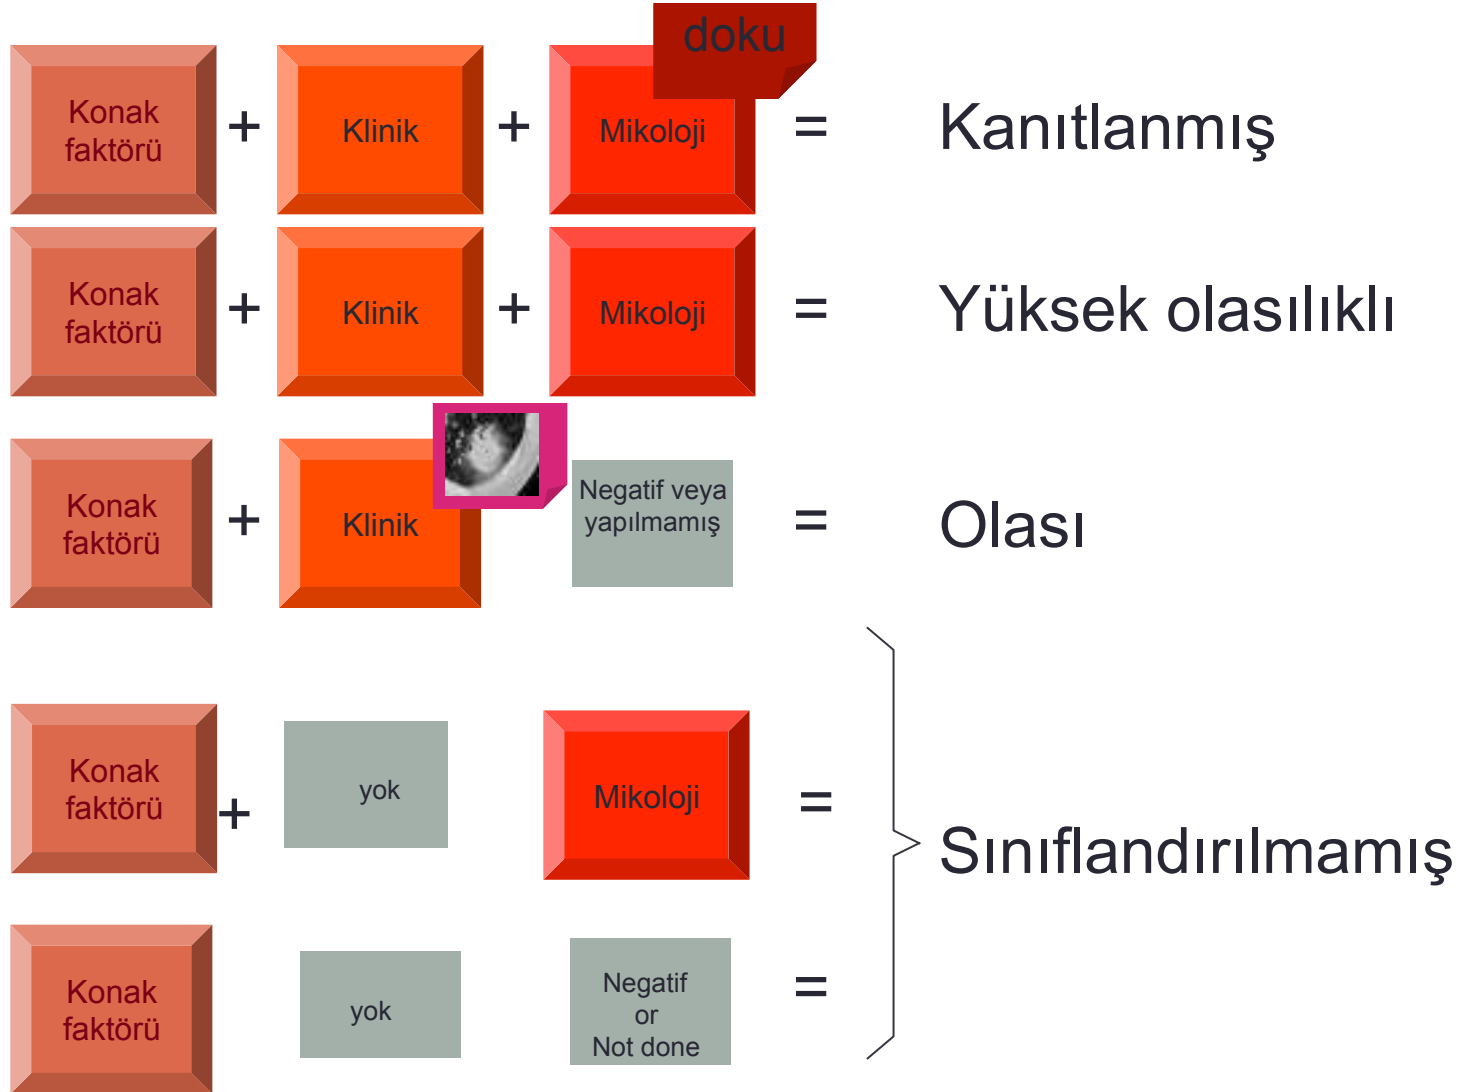 doku
Konak
faktörü
+
Klinik
+
Mikoloji
=
Kanıtlanmış
Konak
faktörü
+
Klinik
+
Mikoloji
=
Yüksek olasılıklı
Konak
faktörü
+
Klinik
Negatif veya
yapılmamış
=
Olası
Konak
faktörü
+
yok
Mikoloji
=
Sınıflandırılmamış
Konak
faktörü
yok
Negatif
or
Not done
=